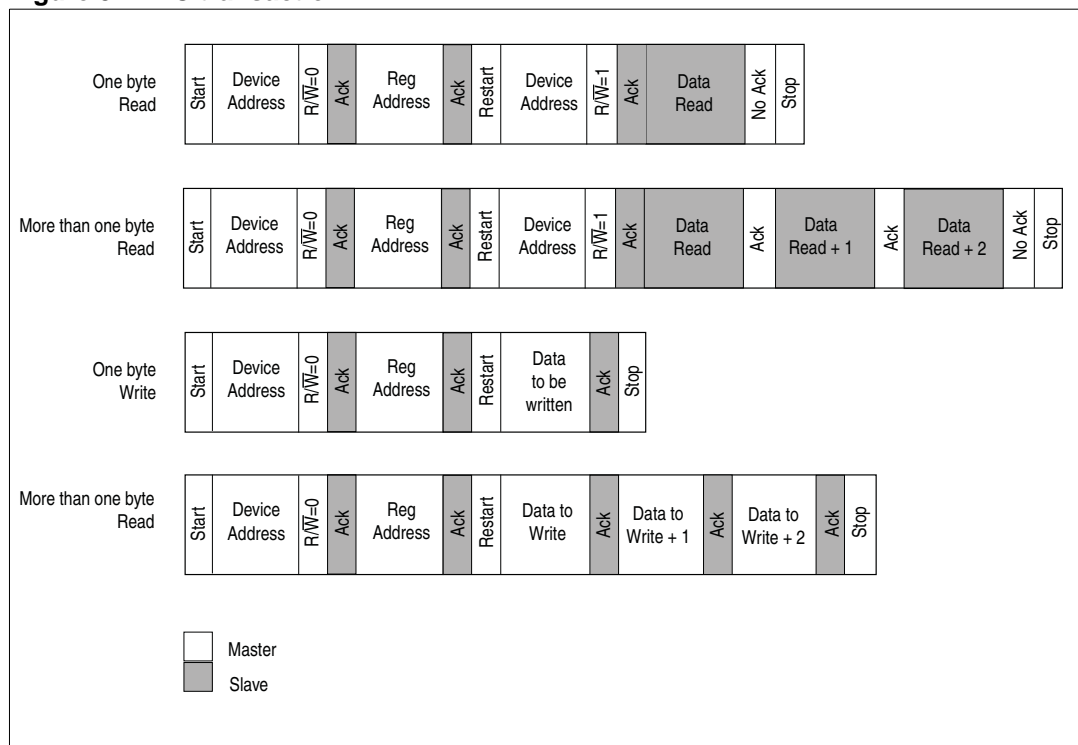 Figure transaction
One byte
Read
Start
Device
Address
R/W̅=0
Ack
Reg
Address
Ack
Restart
Device
Address
R/W̅=1
Ack
Data
Read
No Ack
Stop
More than one byte
Read
Start
Device
Address
R/W̅=0
Ack
Reg
Address
Ack
Restart
Device
Address
R/W̅=1
Ack
Data
Read
Ack
Data
Read + 1
Ack
Data
Read + 2
No Ack
Stop
One byte
Write
Start
Device
Address
R/W̅=0
Ack
Reg
Address
Ack
Restart
Data
to be
written
Ack
Stop
More than one byte
Read
Start
Device
Address
R/W̅=0
Ack
Reg
Address
Ack
Restart
Data to
Write
Ack
Data to
Write + 1
Ack
Data to
Write + 2
Ack
Stop
Master
Slave